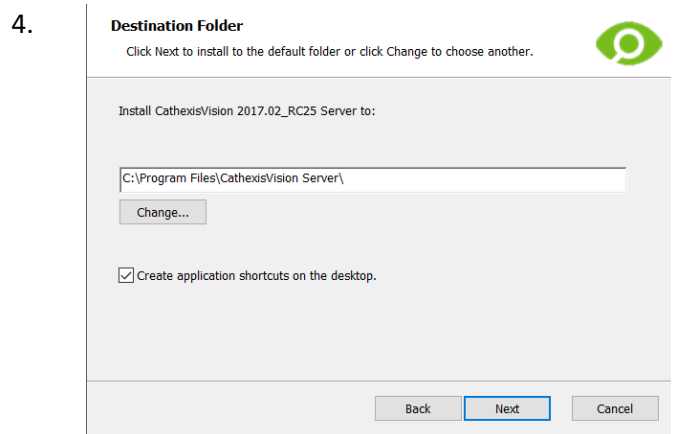 4.
Destination Folder
Click Next to install to the default folder or click Change to choose another.
Install CathexisVision 2017.02_RC25 Server to:
C:\Program Files\CathexisVision Server\
Change...
Create application shortcuts on the desktop.
Back Next Cancel